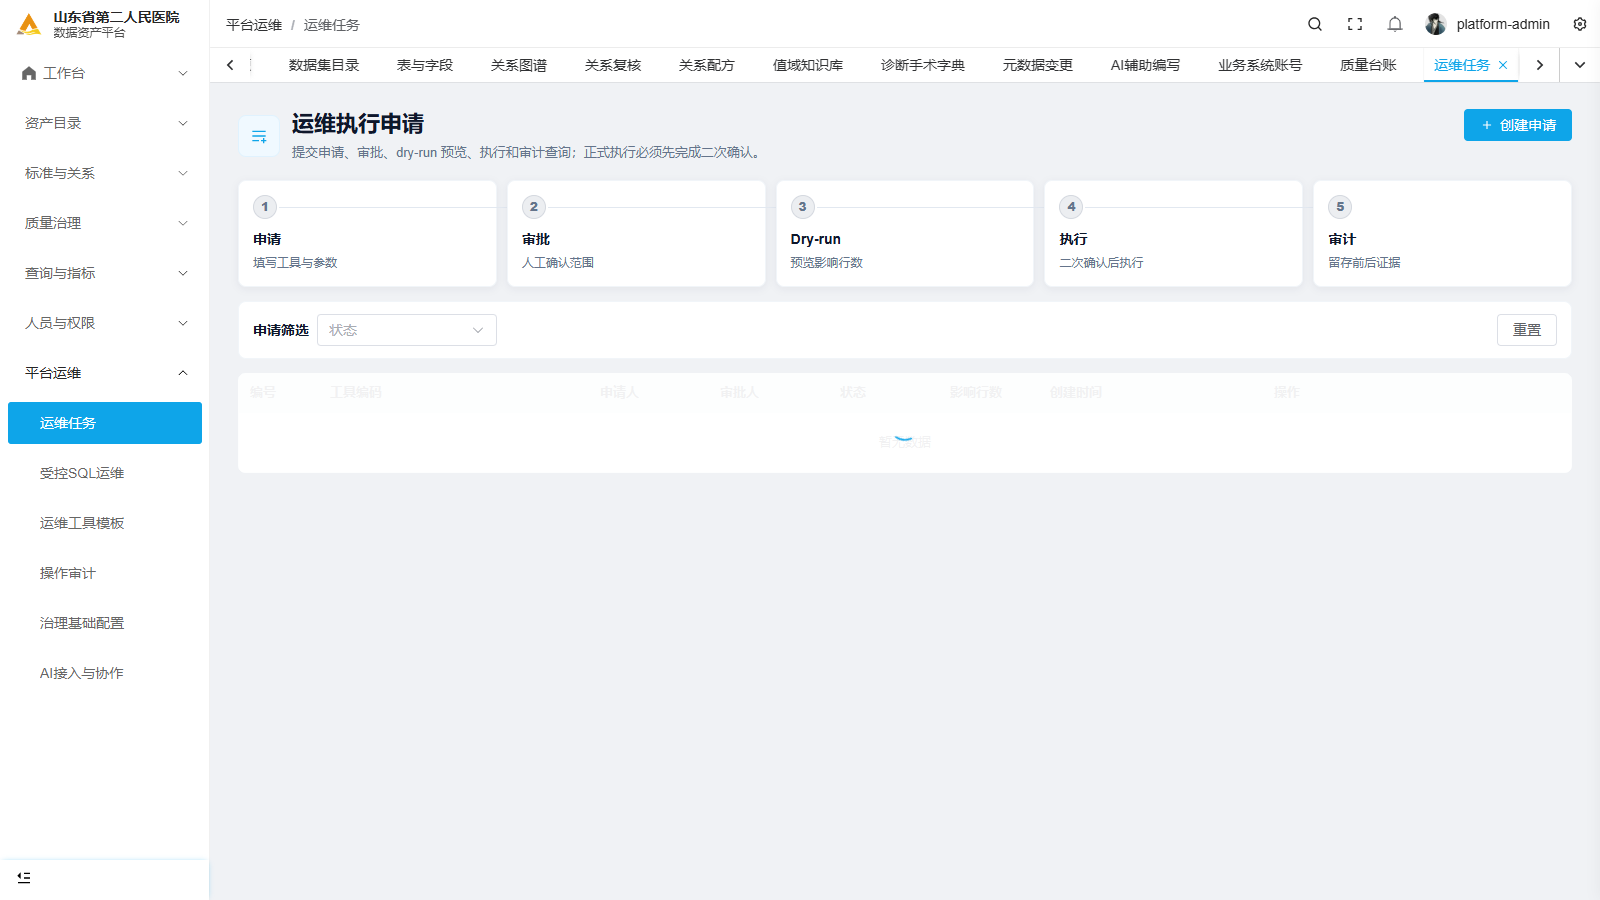 山东省第二人民医院
数据资产平台
平台运维 / 运维任务
platform-admin
数据集目录 表与字段 关系图谱 关系复核 关系配方 值域知识库 诊断手术字典 元数据变更 AI辅助编写 业务系统账号 质量台账 运维任务
工作台
资产目录
标准与关系
质量治理
查询与指标
人员与权限
平台运维
运维任务
受控SQL运维
运维工具模板
操作审计
治理基础配置
AI接入与协作
运维执行申请
提交申请、审批、dry-run 预览、执行和审计查询；正式执行必须先完成二次确认。
+ 创建申请
1
申请
填写工具与参数
2
审批
人工确认范围
3
Dry-run
预览影响行数
4
执行
二次确认后执行
5
审计
留存前后证据
申请筛选 状态 重置
编号 工具编码 申请人 审批人 状态 影响行数 创建时间 操作
暂无数据